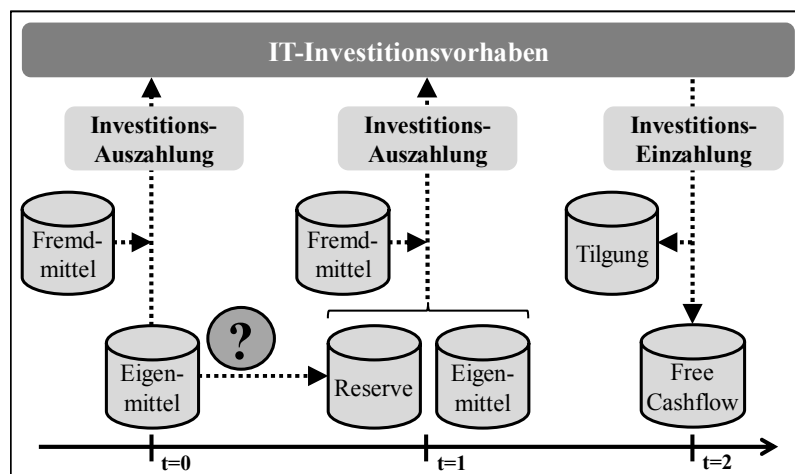 IT-Investitionsvorhaben
Investitions-
Auszahlung
Investitions-
Auszahlung
Investitions-
Einzahlung
Fremd-
mittel
Fremd-
mittel
Tilgung
?
Eigen-
mittel
Reserve
Eigen-
mittel
Free
Cashflow
t=0
t=1
t=2